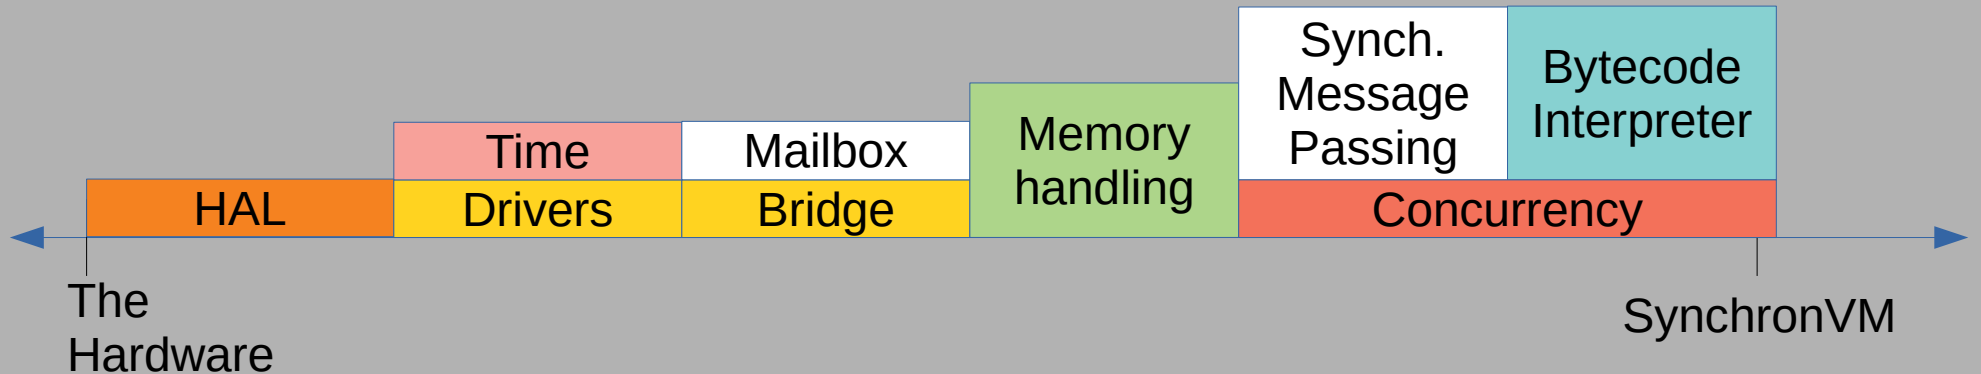 HAL
Time
Drivers
Mailbox
Bridge
Memory
handling
Synch.
Message
Passing
Bytecode
Interpreter
Concurrency
The
Hardware
SynchronVM